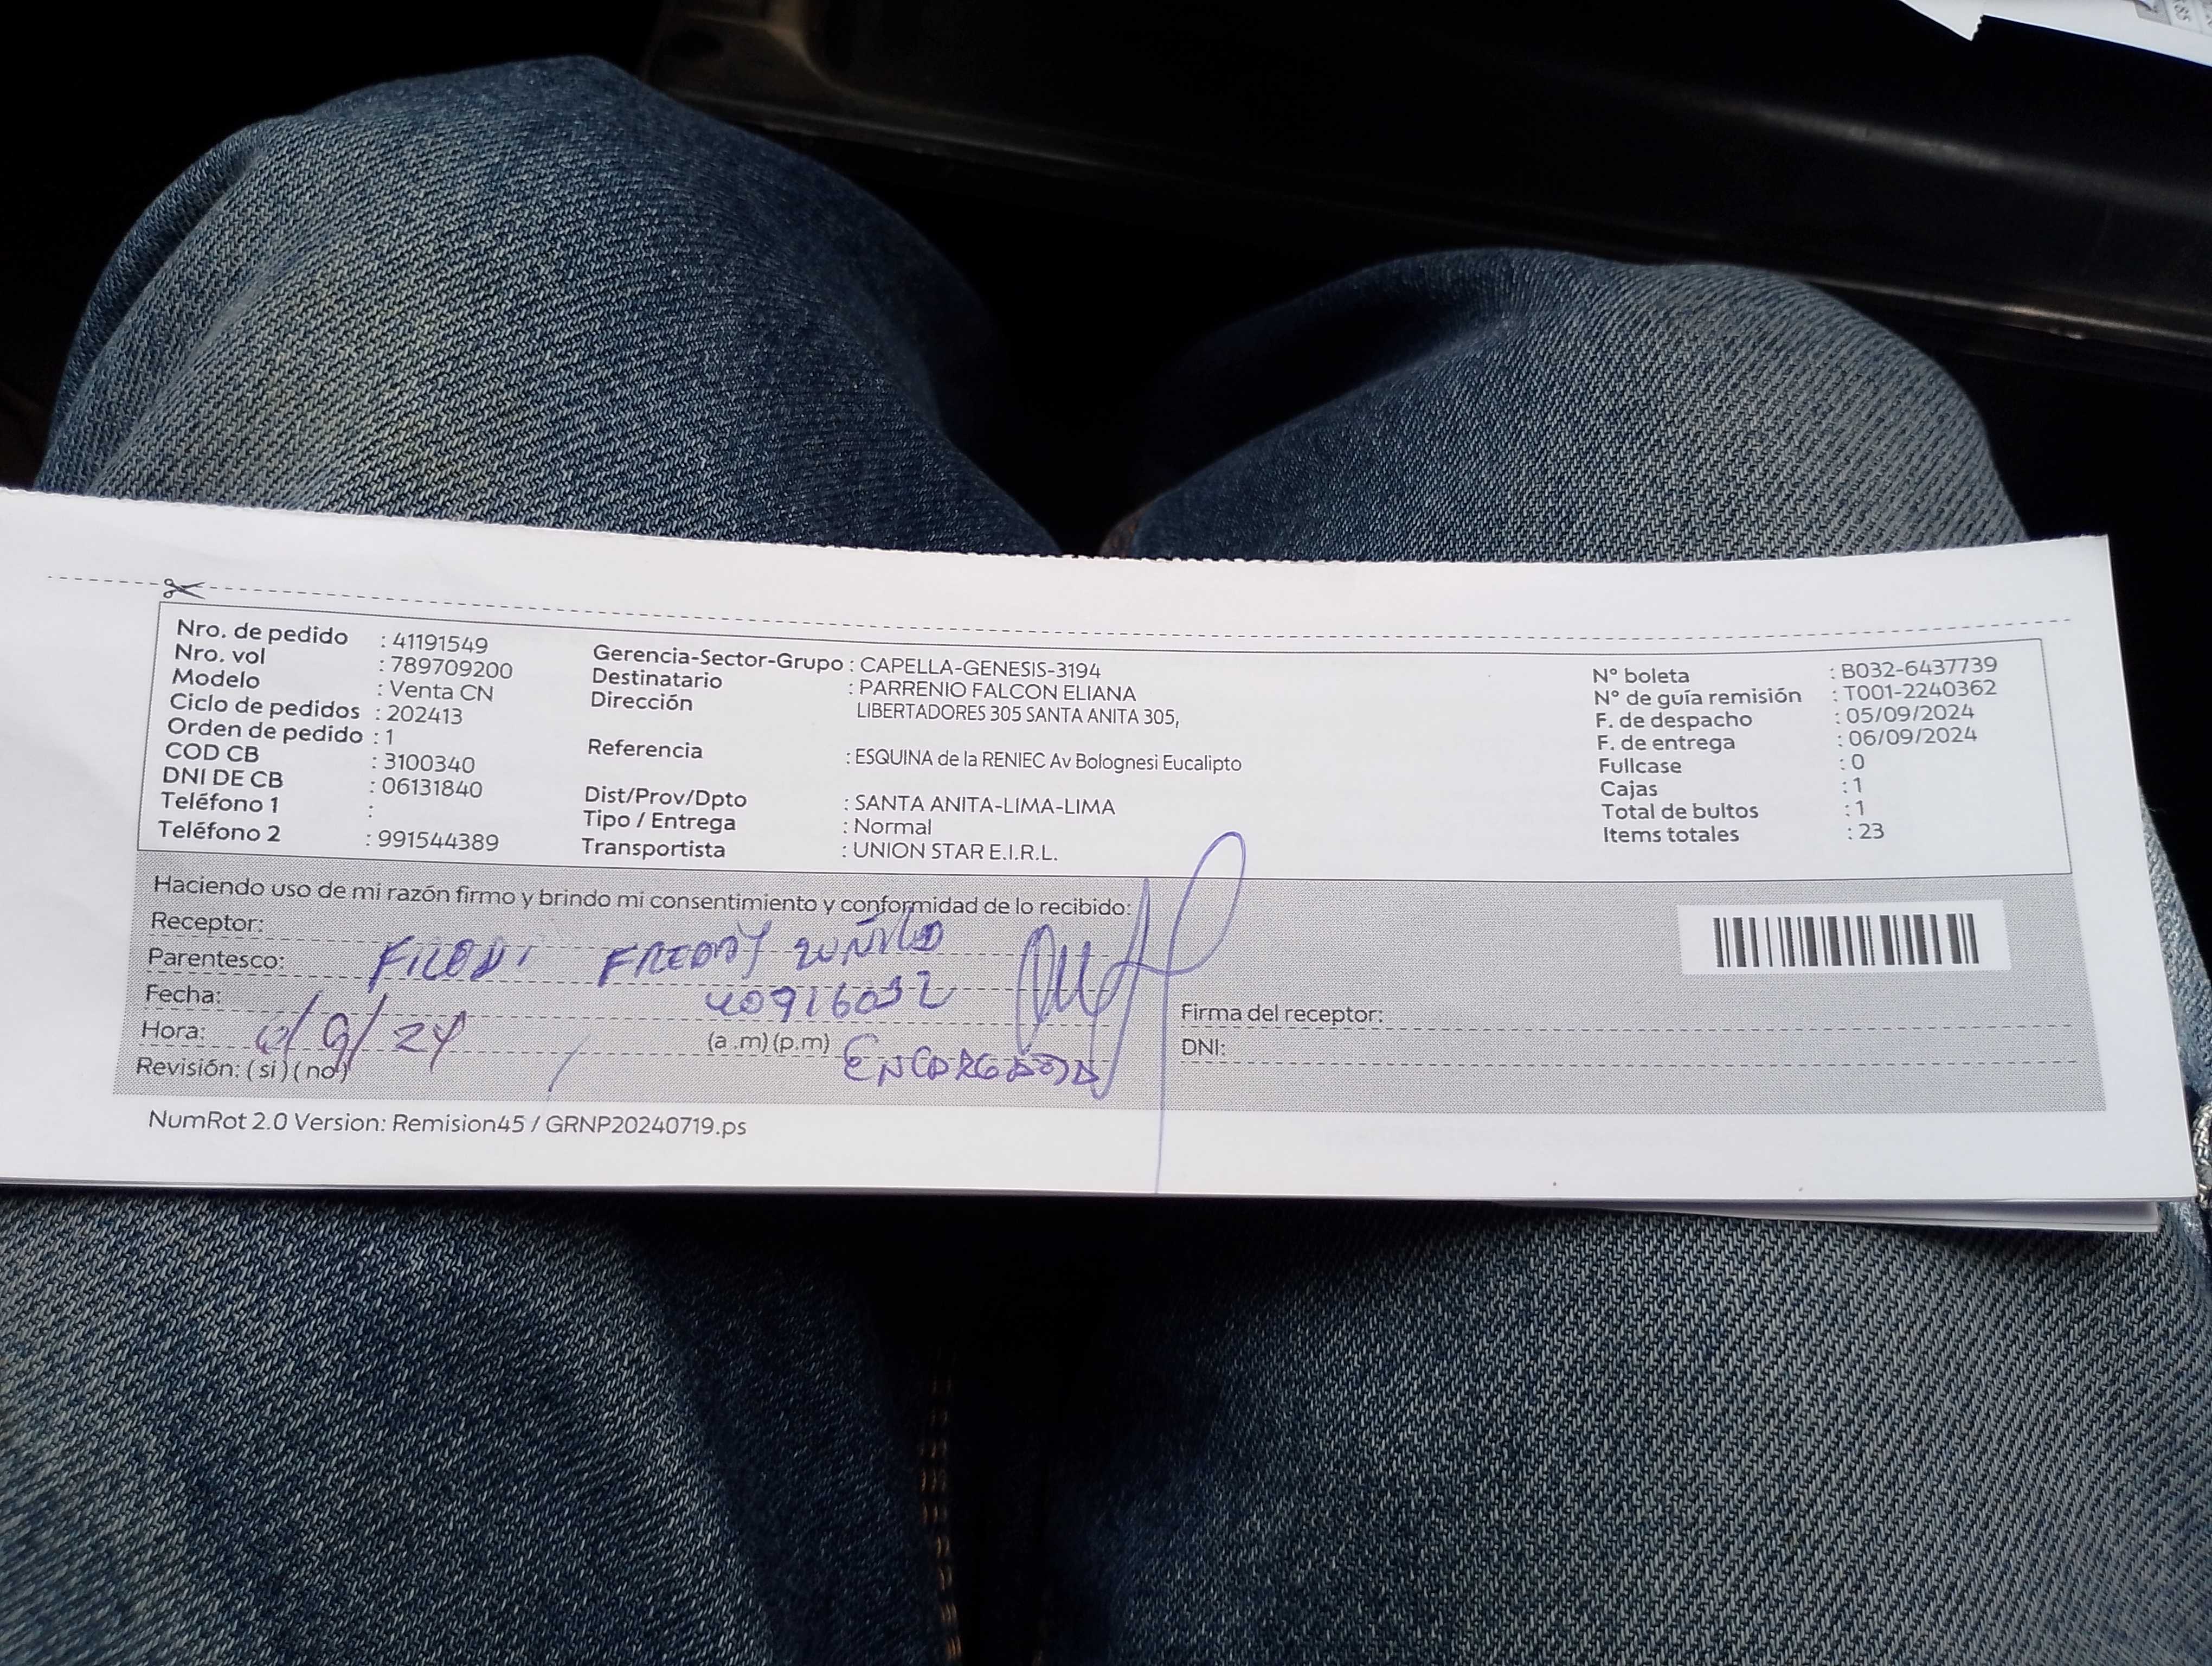 Nro. de pedido : 41191549
Nro. vol : 789709200
Modelo : Venta CN
Ciclo de pedidos : 202413
Orden de pedido : 1
COD CB : 3100340
DNI DE CB : 06131840
Teléfono 1 :
Teléfono 2 : 991544389
Gerencia-Sector-Grupo : CAPELLA-GENESIS-3194
Destinatario : PARRENIO FALCON ELIANA
Dirección LIBERTADORES 305 SANTA ANITA 305,
Referencia : ESQUINA de la RENIEC Av Bolognesi Eucalipto
Dist/Prov/Dpto : SANTA ANITA-LIMA-LIMA
Tipo / Entrega : Normal
Transportista : UNION STAR E.I.R.L.
N° boleta : B032-6437739
N° de guía remisión : T001-2240362
F. de despacho : 05/09/2024
F. de entrega : 06/09/2024
Fullcase : 0
Cajas : 1
Total de bultos : 1
Items totales : 23
Haciendo uso de mi razón firmo y brindo mi consentimiento y conformidad de lo recibido:
Receptor:
Parentesco: FREDDY
Fecha: 40916032
Hora: 6/9/24 (a .m) (p.m) ENCARGADA
Revisión: ( si ) ( no )
Firma del receptor:
DNI:
NumRot 2.0 Version: Remision45 / GRNP20240719.ps